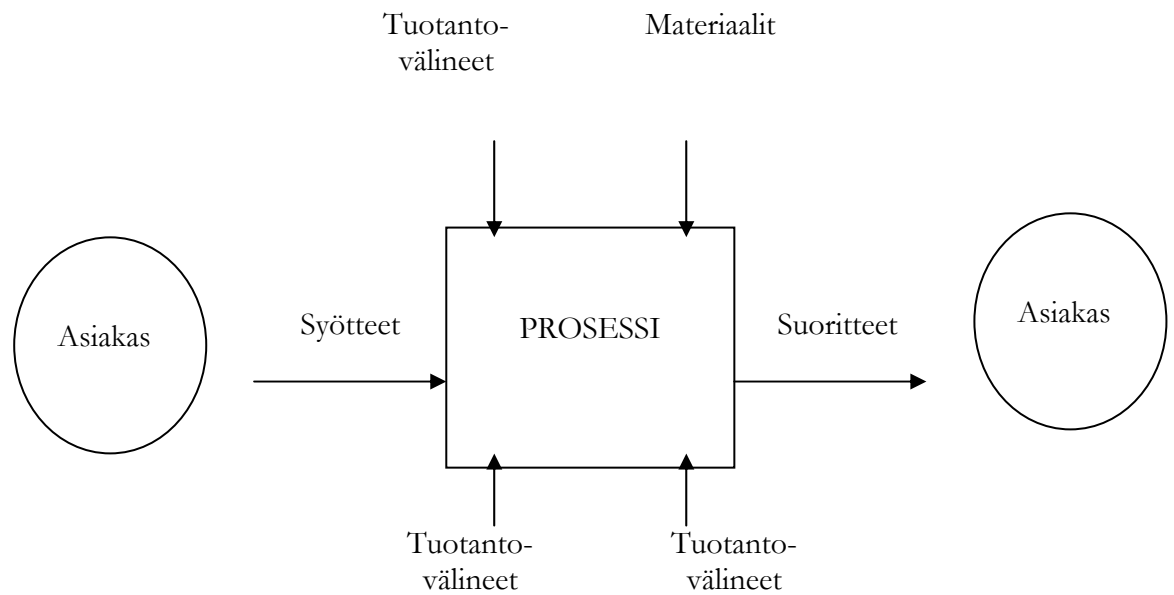 Tuotanto-
välineet
Materiaalit
Asiakas
Syötteet
PROSESSI
Suoritteet
Asiakas
Tuotanto-
välineet
Tuotanto-
välineet